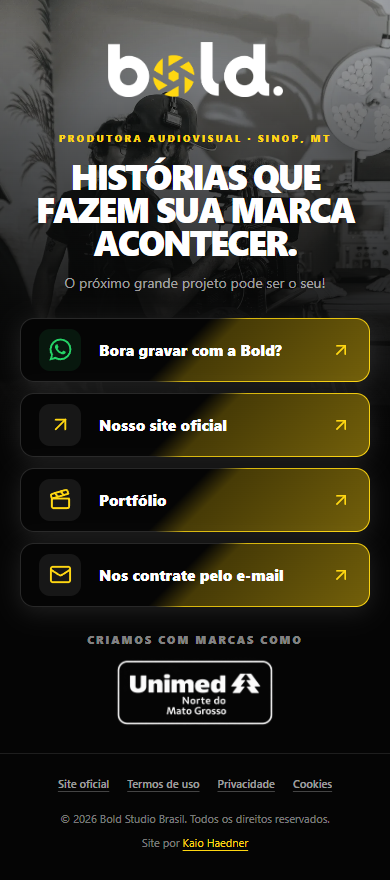 bold.
PRODUTORA AUDIOVISUAL · SINOP, MT
HISTÓRIAS QUE
FAZEM SUA MARCA
ACONTECER.
O próximo grande projeto pode ser o seu!
Bora gravar com a Bold?
Nosso site oficial
Portfólio
Nos contrate pelo e-mail
CRIAMOS COM MARCAS COMO
Unimed
Norte do
Mato Grosso
Site oficial Termos de uso Privacidade Cookies
© 2026 Bold Studio Brasil. Todos os direitos reservados.
Site por Kaio Haedner